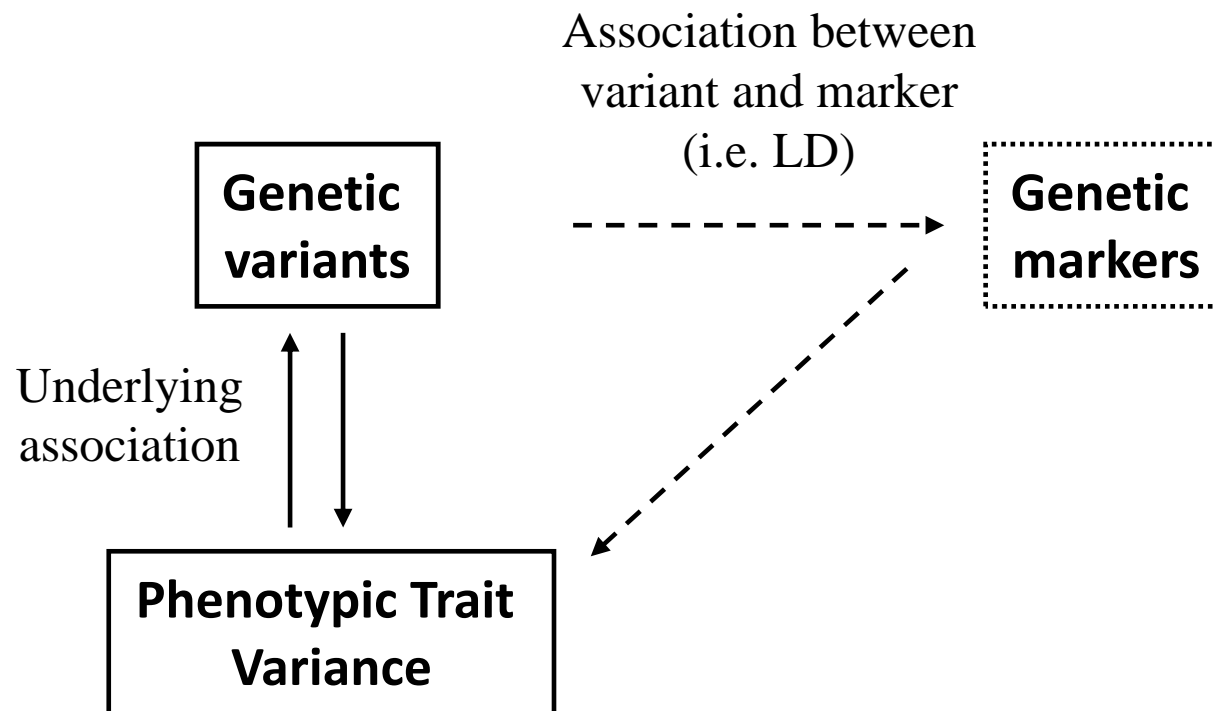 Association between
variant and marker
(i.e. LD)
Genetic
variants
Genetic
markers
Underlying
association
Phenotypic Trait
Variance